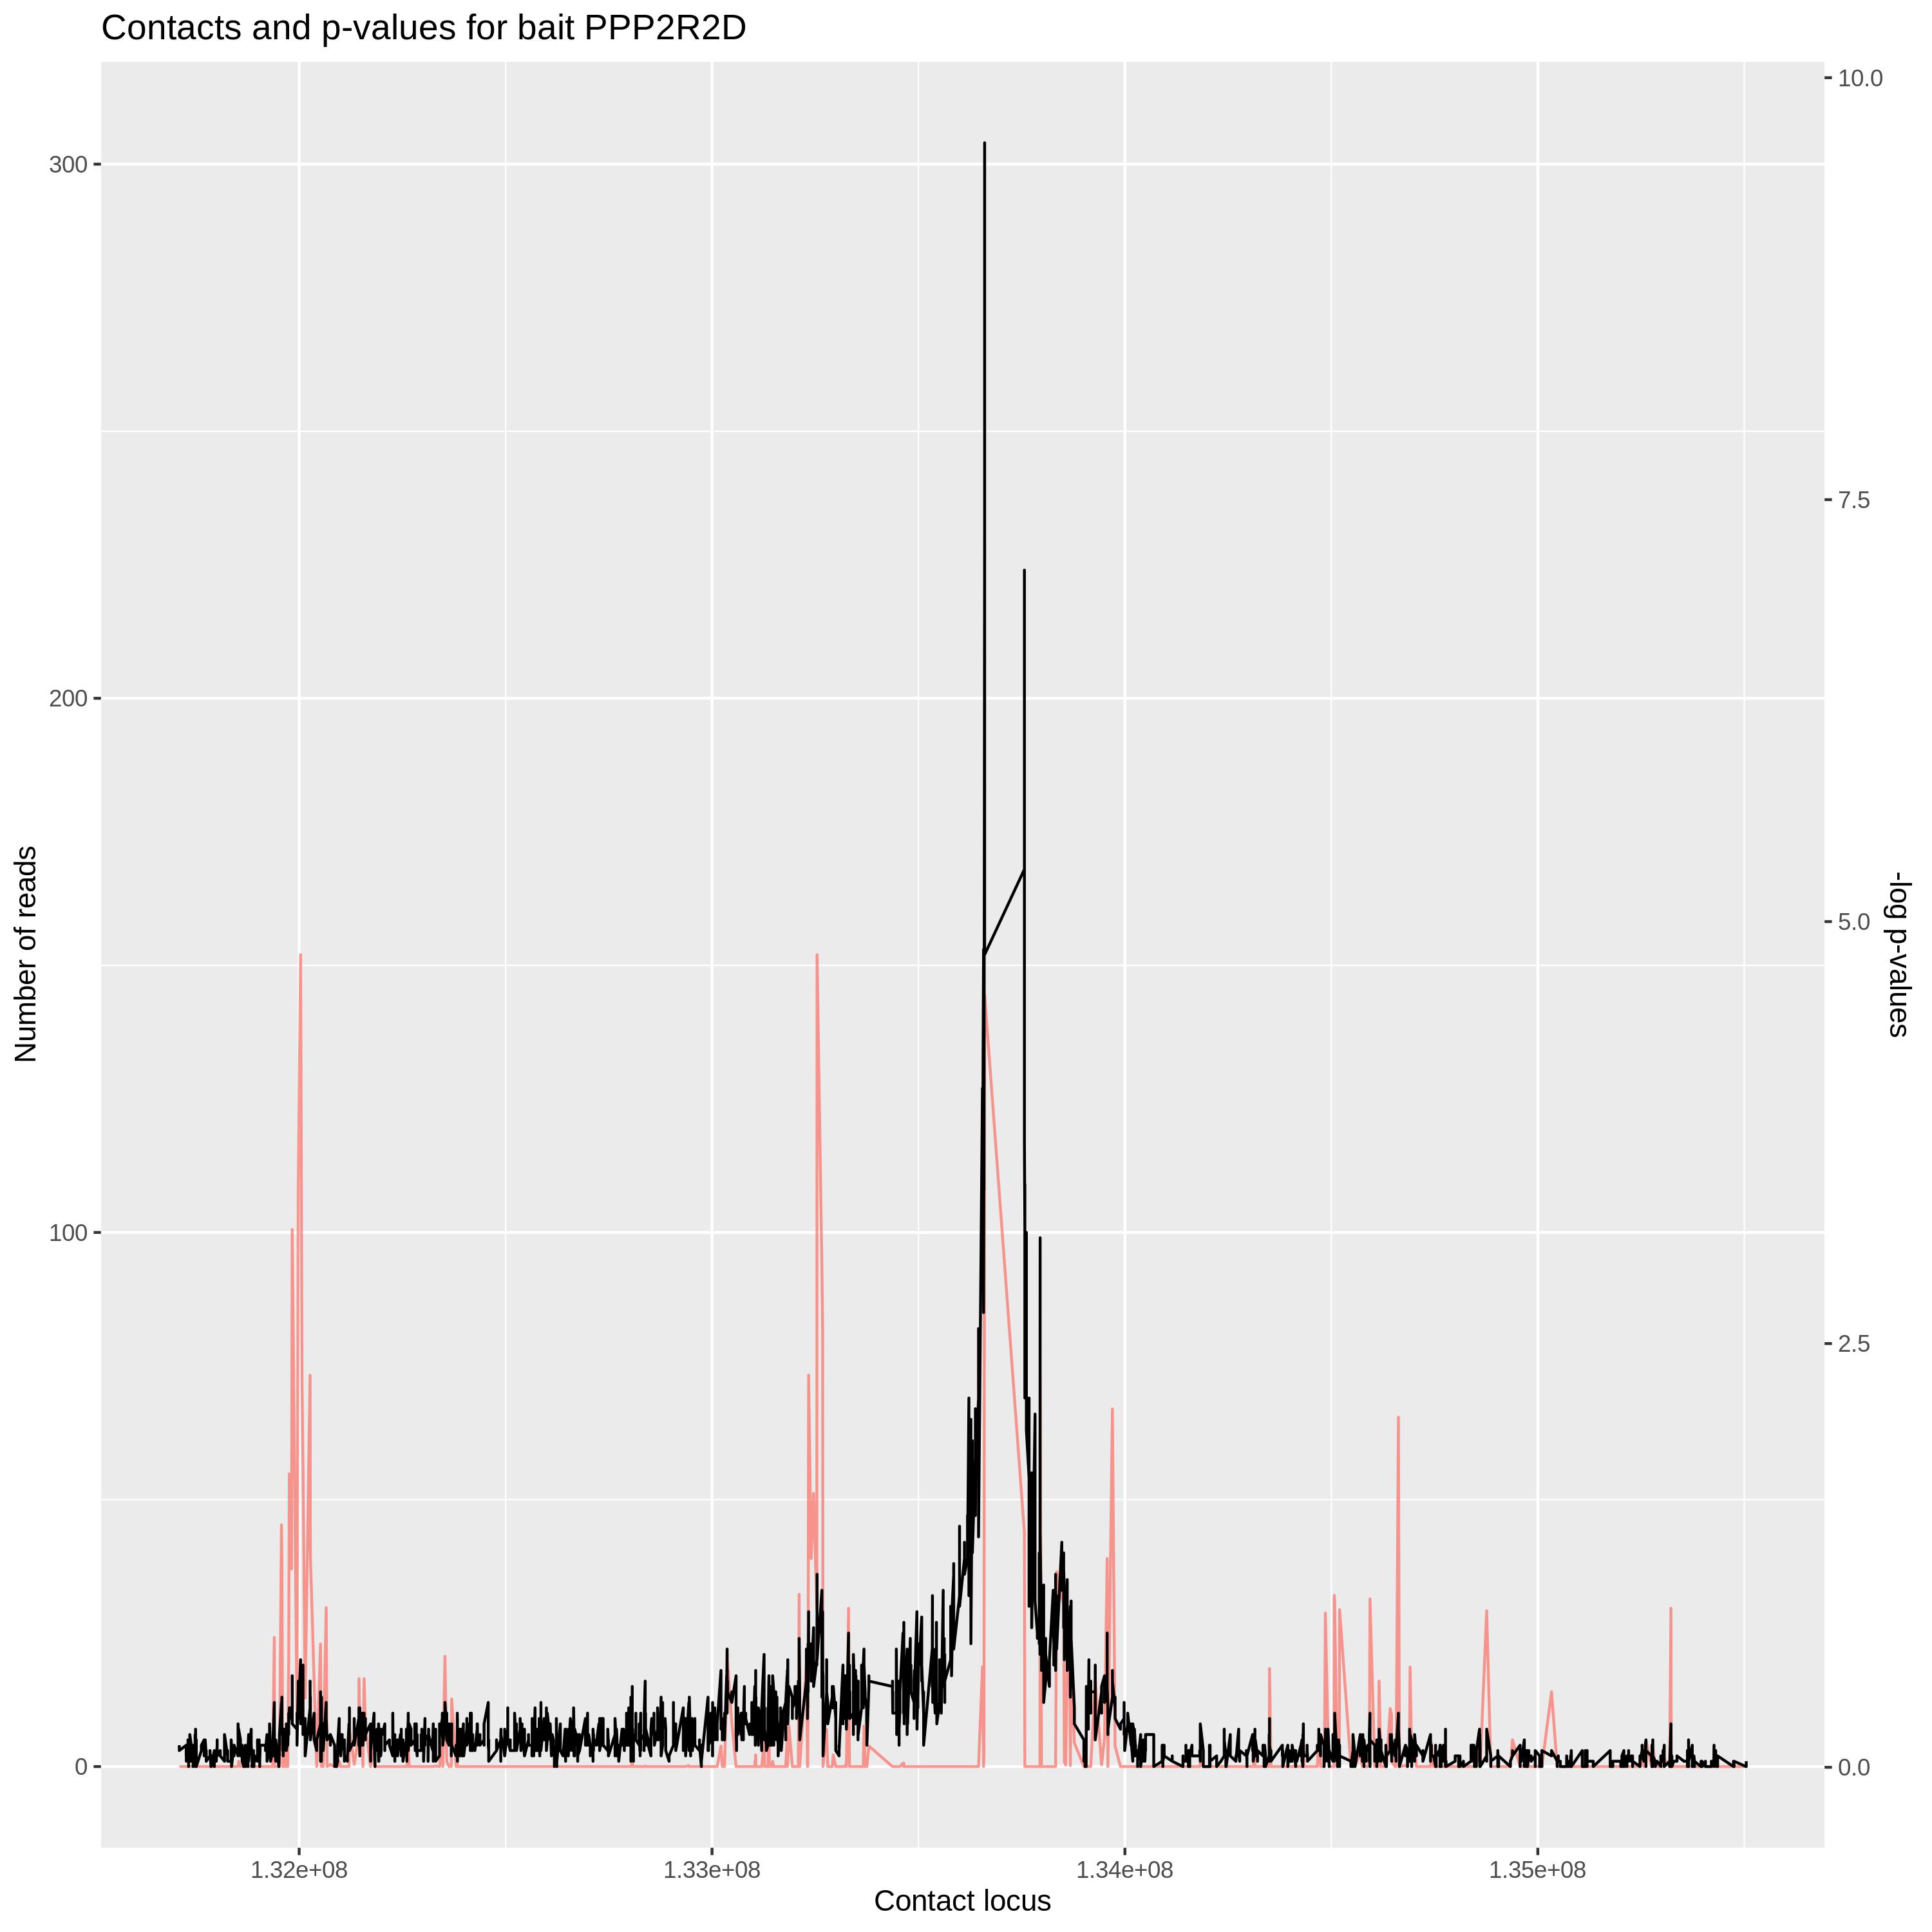 Contacts and p-values for bait PPP2R2D
Number of reads
300
200
100
0
10.0
7.5
5.0
2.5
0.0
-log p-values
1.32e+08
1.33e+08
1.34e+08
1.35e+08
Contact locus